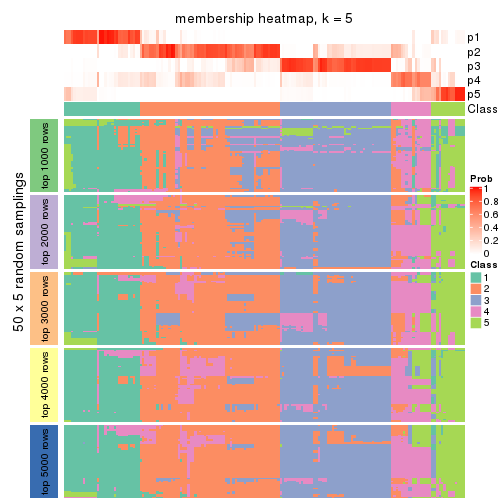 membership heatmap, k = 5
p1
p2
p3
p4
p5
Class
50 x 5 random samplings
top 1000 rows
top 2000 rows
top 3000 rows
top 4000 rows
top 5000 rows
Prob
1
0.8
0.6
0.4
0.2
0
Class
1
2
3
4
5